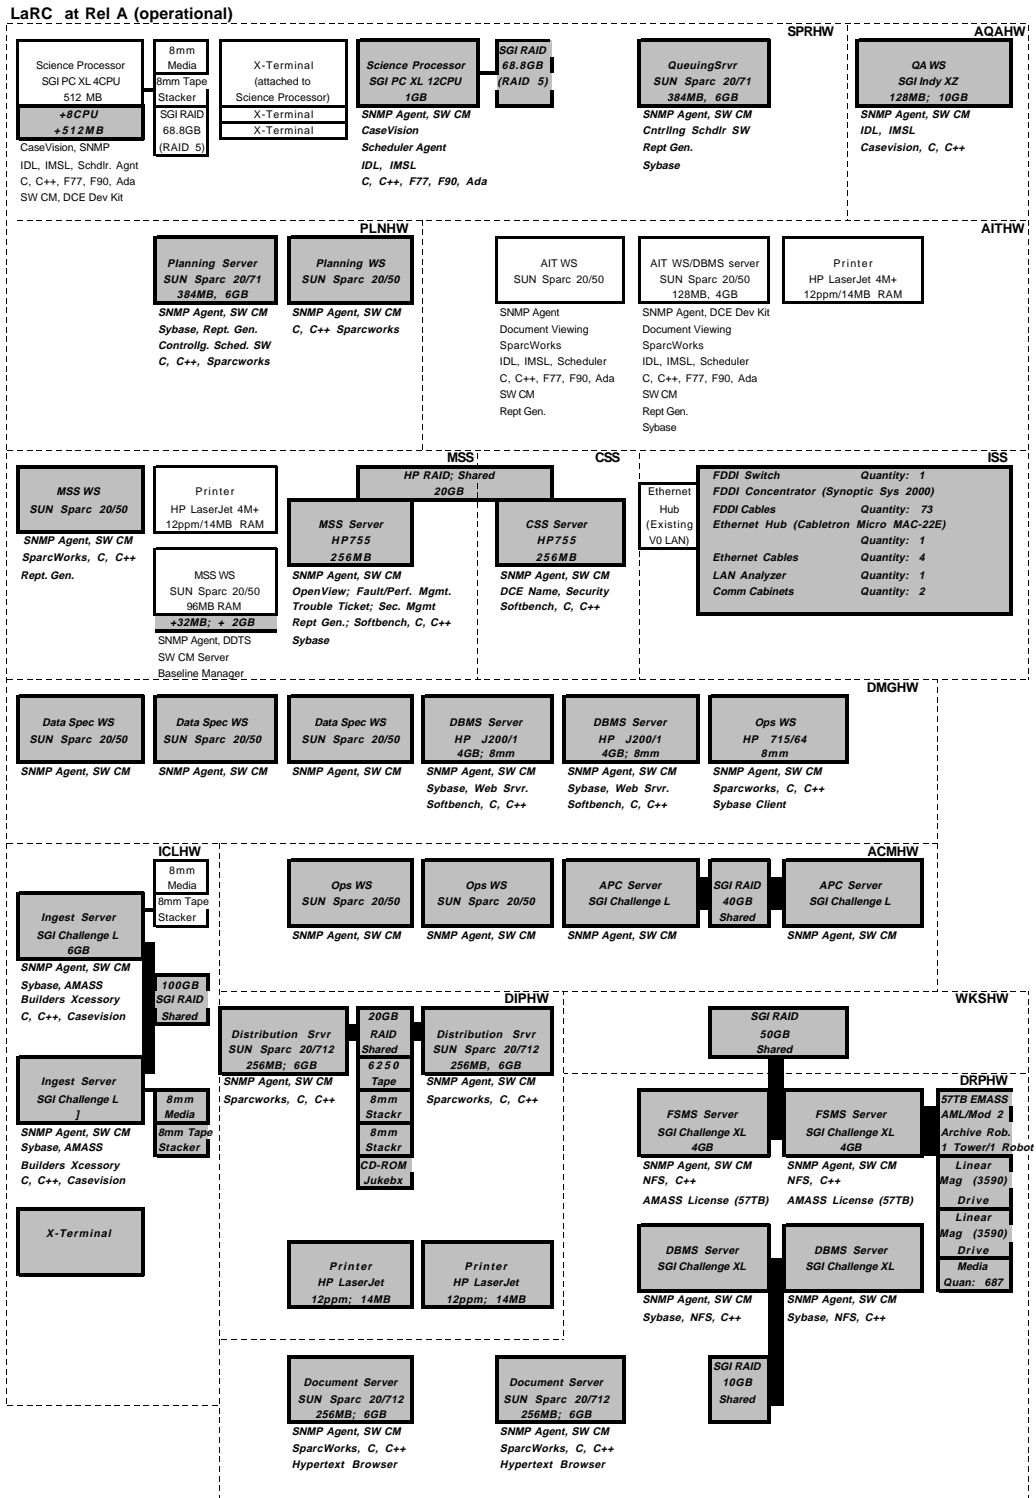 LaRC at Rel A (operational)
SPRHW
AQAHW
Science Processor
SGI PC XL 4CPU
512 MB
+8CPU
+512MB
CaseVision, SNMP
IDL, IMSL, Schdlr. Agnt
C, C++, F77, F90, Ada
SW CM, DCE Dev Kit
8mm
Media
8mm Tape
Stacker
SGI RAID
68.8GB
(RAID 5)
X-Terminal
(attached to
Science Processor)
X-Terminal
X-Terminal
Science Processor
SGI PC XL 12CPU
1GB
SNMP Agent, SW CM
CaseVision
Scheduler Agent
IDL, IMSL
C, C++, F77, F90, Ada
SGI RAID
68.8GB
(RAID 5)
QueuingSrvr
SUN Sparc 20/71
384MB, 6GB
SNMP Agent, SW CM
Cntrllng Schdlr SW
Rept Gen.
Sybase
QA WS
SGI Indy XZ
128MB; 10GB
SNMP Agent, SW CM
IDL, IMSL
Casevision, C, C++
PLNHW
AITHW
Planning Server
SUN Sparc 20/71
384MB, 6GB
SNMP Agent, SW CM
Sybase, Rept. Gen.
Controllg. Sched. SW
C, C++, Sparcworks
Planning WS
SUN Sparc 20/50
SNMP Agent, SW CM
C, C++ Sparcworks
AIT WS
SUN Sparc 20/50
SNMP Agent
Document Viewing
SparcWorks
IDL, IMSL, Scheduler
C, C++, F77, F90, Ada
SW CM
Rept Gen.
AIT WS/DBMS server
SUN Sparc 20/50
128MB, 4GB
SNMP Agent, DCE Dev Kit
Document Viewing
SparcWorks
IDL, IMSL, Scheduler
C, C++, F77, F90, Ada
SW CM
Rept Gen.
Sybase
Printer
HP LaserJet 4M+
12ppm/14MB RAM
MSS
CSS
ISS
MSS WS
SUN Sparc 20/50
SNMP Agent, SW CM
SparcWorks, C, C++
Rept. Gen.
Printer
HP LaserJet 4M+
12ppm/14MB RAM
MSS WS
SUN Sparc 20/50
96MB RAM
+32MB; + 2GB
SNMP Agent, DDTS
SW CM Server
Baseline Manager
HP RAID; Shared
20GB
MSS Server
HP755
256MB
SNMP Agent, SW CM
OpenView; Fault/Perf. Mgmt.
Trouble Ticket; Sec. Mgmt
Rept Gen.; Softbench, C, C++
Sybase
CSS Server
HP755
256MB
SNMP Agent, SW CM
DCE Name, Security
Softbench, C, C++
Ethernet
Hub
(Existing
V0 LAN)
FDDI Switch Quantity: 1
FDDI Concentrator (Synoptic Sys 2000)
FDDI Cables Quantity: 73
Ethernet Hub (Cabletron Micro MAC-22E)
Quantity: 1
Ethernet Cables Quantity: 4
LAN Analyzer Quantity: 1
Comm Cabinets Quantity: 2
DMGHW
Data Spec WS
SUN Sparc 20/50
SNMP Agent, SW CM
Data Spec WS
SUN Sparc 20/50
SNMP Agent, SW CM
Data Spec WS
SUN Sparc 20/50
SNMP Agent, SW CM
DBMS Server
HP J200/1
4GB; 8mm
SNMP Agent, SW CM
Sybase, Web Srvr.
Softbench, C, C++
DBMS Server
HP J200/1
4GB; 8mm
SNMP Agent, SW CM
Sybase, Web Srvr.
Softbench, C, C++
Ops WS
HP 715/64
8mm
SNMP Agent, SW CM
Sparcworks, C, C++
Sybase Client
ICLHW
ACMHW
8mm
Media
8mm Tape
Stacker
Ingest Server
SGI Challenge L
6GB
SNMP Agent, SW CM
Sybase, AMASS
Builders Xcessory
C, C++, Casevision
100GB
SGI RAID
Shared
Ingest Server
SGI Challenge L
]
SNMP Agent, SW CM
Sybase, AMASS
Builders Xcessory
C, C++, Casevision
8mm
Media
8mm Tape
Stacker
X-Terminal
Ops WS
SUN Sparc 20/50
SNMP Agent, SW CM
Ops WS
SUN Sparc 20/50
SNMP Agent, SW CM
APC Server
SGI Challenge L
SNMP Agent, SW CM
SGI RAID
40GB
Shared
APC Server
SGI Challenge L
SNMP Agent, SW CM
DIPHW
WKSHW
Distribution Srvr
SUN Sparc 20/712
256MB; 6GB
SNMP Agent, SW CM
Sparcworks, C, C++
20GB
RAID
Shared
6250
Tape
8mm
Stackr
8mm
Stackr
CD-ROM
Jukebx
Distribution Srvr
SUN Sparc 20/712
256MB, 6GB
SNMP Agent, SW CM
Sparcworks, C, C++
Printer
HP LaserJet
12ppm; 14MB
Printer
HP LaserJet
12ppm; 14MB
SGI RAID
50GB
Shared
DRPHW
FSMS Server
SGI Challenge XL
4GB
SNMP Agent, SW CM
NFS, C++
AMASS License (57TB)
FSMS Server
SGI Challenge XL
4GB
SNMP Agent, SW CM
NFS, C++
AMASS License (57TB)
57TB EMASS
AML/Mod 2
Archive Rob.
1 Tower/1 Robot
Linear
Mag (3590)
Drive
Linear
Mag (3590)
Drive
Media
Quan: 687
DBMS Server
SGI Challenge XL
SNMP Agent, SW CM
Sybase, NFS, C++
DBMS Server
SGI Challenge XL
SNMP Agent, SW CM
Sybase, NFS, C++
SGI RAID
10GB
Shared
Document Server
SUN Sparc 20/712
256MB; 6GB
SNMP Agent, SW CM
SparcWorks, C, C++
Hypertext Browser
Document Server
SUN Sparc 20/712
256MB; 6GB
SNMP Agent, SW CM
SparcWorks, C, C++
Hypertext Browser